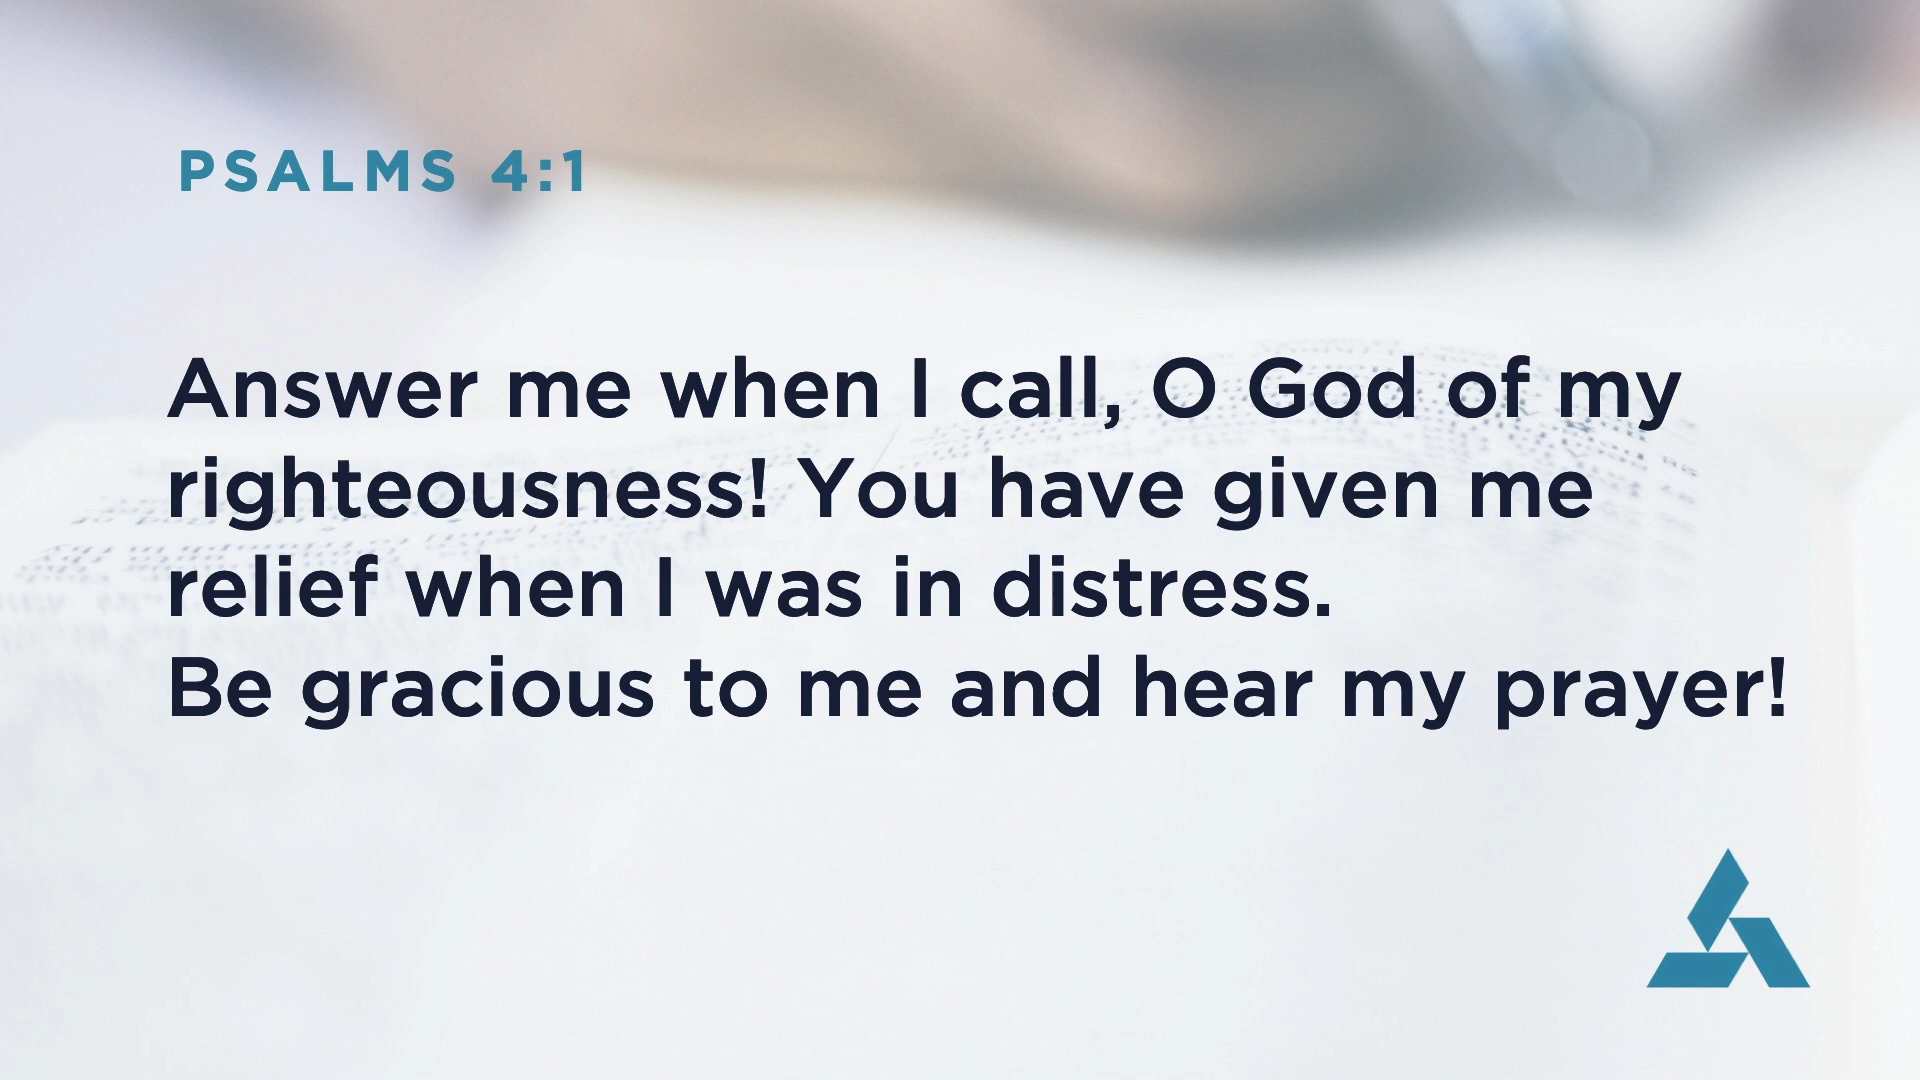 PSALMS 4:1
Answer me when I call, O God of my
righteousness! You have given me
relief when I was in distress.
Be gracious to me and hear my prayer!